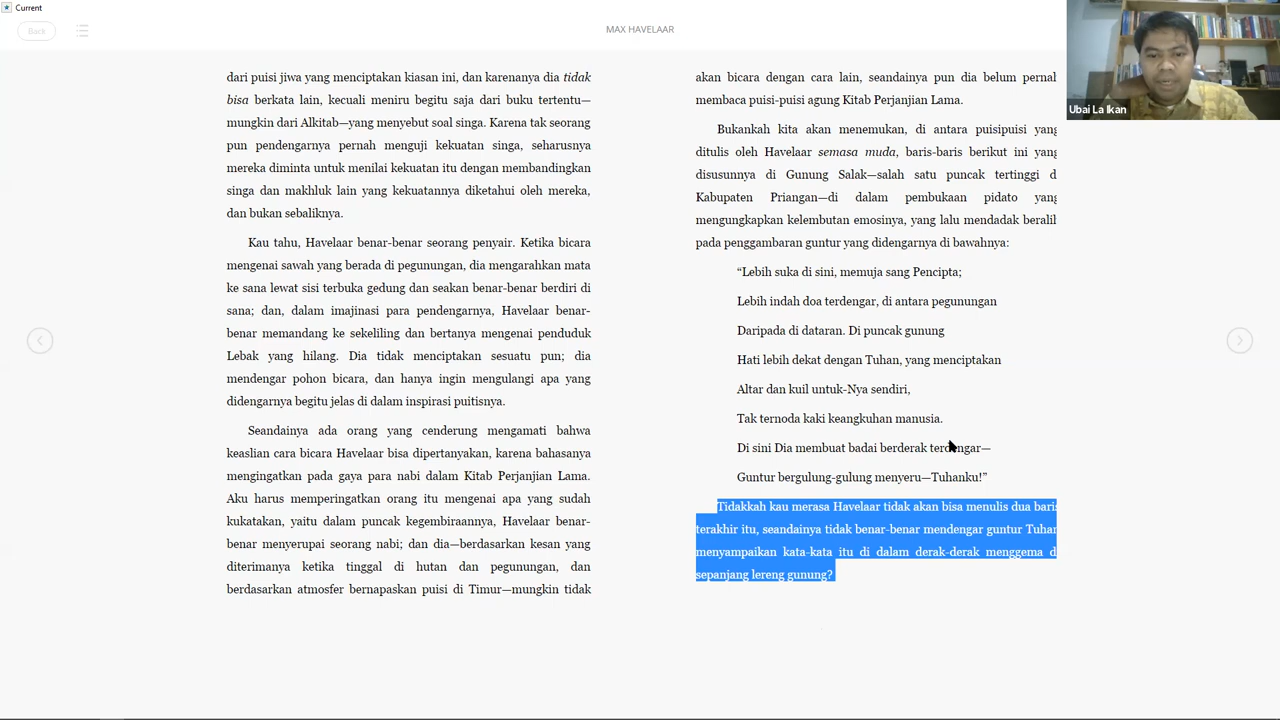 Current
Barit
MAX HAVELAAR
Ubai La Ikan
dari puisi jiwa yang menciptakan kiasan ini, dan karenanya dia tidak
bisa berkata lain, kecuali meniru begitu saja dari buku tertentu—
mungkin dari Alkitab—yang menyebut soal singa. Karena tak seorang
pun pendengarnya pernah menguji kekuatan singa, seharusnya
mereka diminta untuk menilai kekuatan itu dengan membandingkan
singa dan makhluk lain yang kekuatannya diketahui oleh mereka,
dan bukan sebaliknya.
Kau tahu, Havelaar benar-benar seorang penyair. Ketika bicara
mengenai sawah yang berada di pegunungan, dia mengarahkan mata
ke sana lewat sisi terbuka gedung dan seakan benar-benar berdiri di
sana; dan, dalam imajinasi para pendengarnya, Havelaar benar-
benar memandang ke sekeliling dan bertanya mengenai penduduk
Lebak yang hilang. Dia tidak menciptakan sesuatu pun; dia
mendengar pohon bicara, dan hanya ingin mengulangi apa yang
didengarnya begitu jelas di dalam inspirasi puitisnya.
Seandainya ada orang yang cenderung mengamati bahwa
keaslian cara bicara Havelaar bisa dipertanyakan, karena bahasanya
mengingatkan pada gaya para nabi dalam Kitab Perjanjian Lama.
Aku harus memperingatkan orang itu mengenai apa yang sudah
kukatakan, yaitu dalam puncak kegembiraannya, Havelaar benar-
benar menyerupai seorang nabi; dan dia—berdasarkan kesan yang
diterimanya ketika tinggal di hutan dan pegunungan, dan
berdasarkan atmosfer bernapaskan puisi di Timur—mungkin tidak
akan bicara dengan cara lain, seandainya pun dia belum pernah
membaca puisi-puisi agung Kitab Perjanjian Lama.
Bukankah kita akan menemukan, di antara puisipuisi yang
ditulis oleh Havelaar semasa muda, baris-baris berikut ini yang
disusunnya di Gunung Salak—salah satu puncak tertinggi d
Kabupaten Priangan—di dalam pembukaan pidato yang
mengungkapkan kelembutan emosinya, yang lalu mendadak beralih
pada penggambaran guntur yang didengarnya di bawahnya:
“Lebih suka di sini, memuja sang Pencipta;
Lebih indah doa terdengar, di antara pegunungan
Daripada di dataran. Di puncak gunung
Hati lebih dekat dengan Tuhan, yang menciptakan
Altar dan kuil untuk-Nya sendiri,
Tak ternoda kaki keangkuhan manusia.
Di sini Dia membuat badai berderak terdengar—
Guntur bergulung-gulung menyeru—Tuhanku!”
Tidakkah kau merasa Havelaar tidak akan bisa menulis dua baris
terakhir itu, seandainya tidak benar-benar mendengar guntur Tuhan
menyampaikan kata-kata itu di dalam derak-derak menggema d
sepanjang lereng gunung?